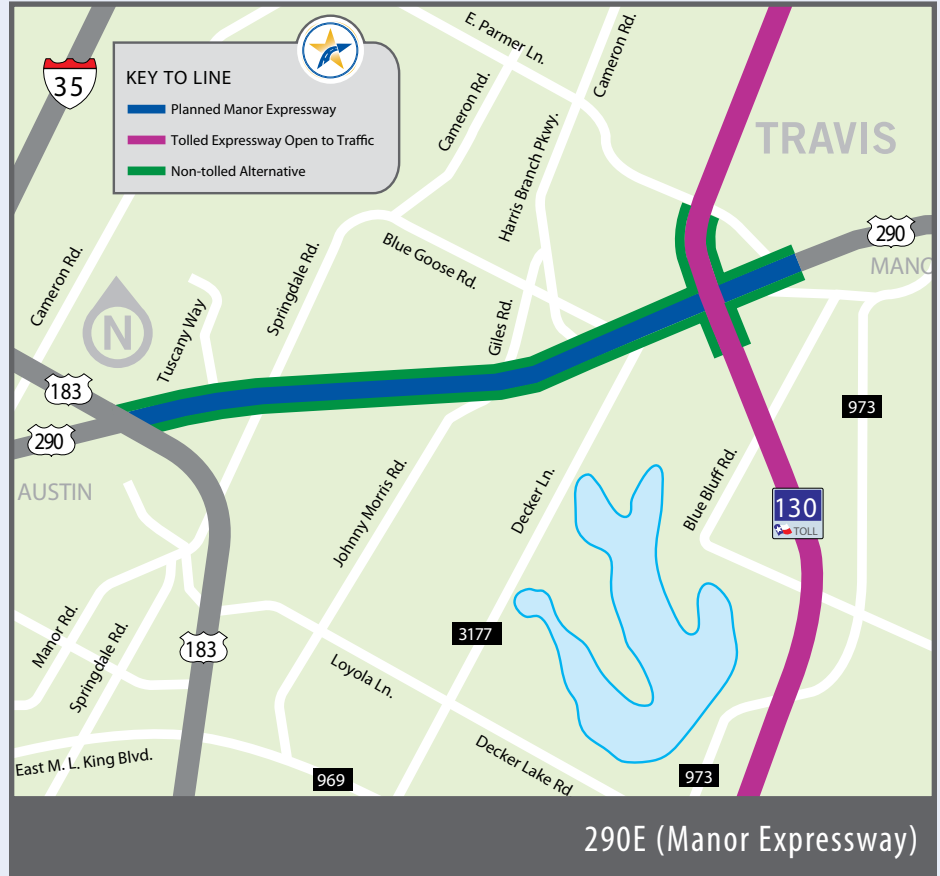 E. Parmer Ln.
Cameron Rd.
35
KEY TO LINE
Planned Manor Expressway
Tolled Expressway Open to Traffic
Non-tolled Alternative
Cameron Rd.
Harris Branch Pkwy.
TRAVIS
290
MANO
Cameron Rd.
Springdale Rd.
Blue Goose Rd.
N
Tuscany Way
Giles Rd.
183
290
973
AUSTIN
Johnny Morris Rd.
Decker Ln.
Blue Bluff Rd.
130
TOLL
Manor Rd.
Springdale Rd.
183
3177
Loyola Ln.
East M. L. King Blvd.
969
Decker Lake Rd
973
290E (Manor Expressway)